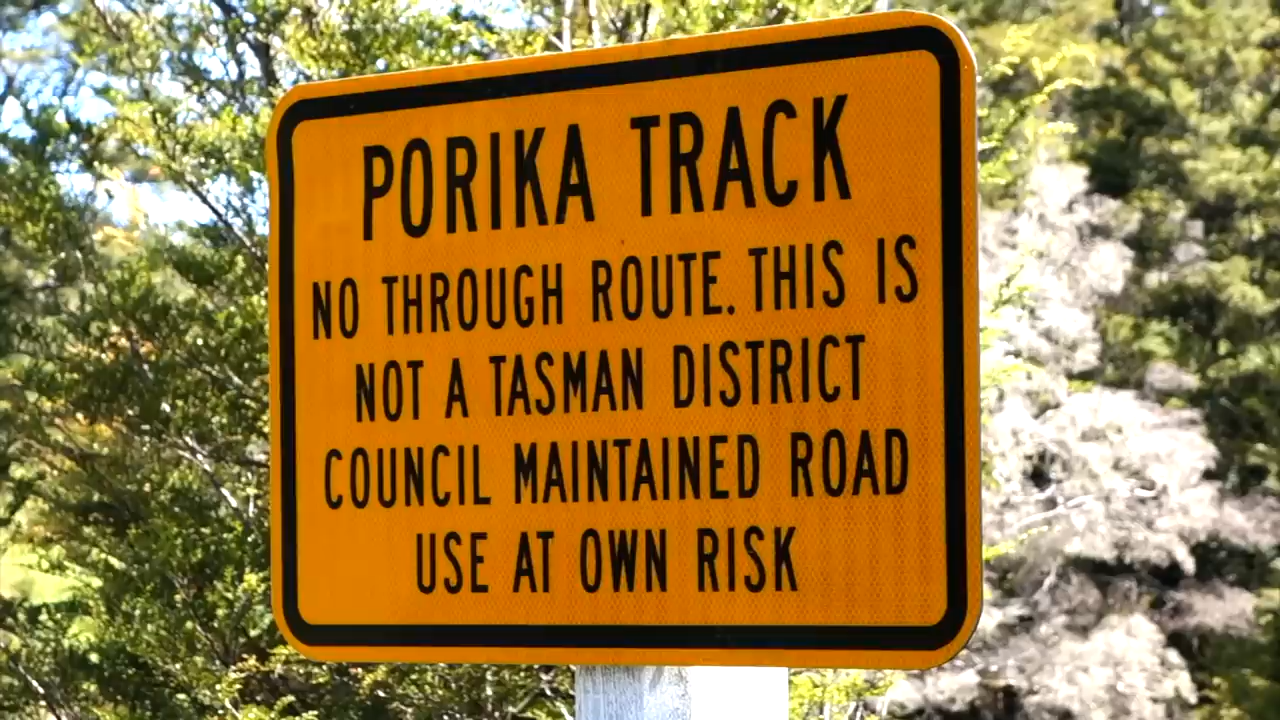 PORIKA TRACK
NO THROUGH ROUTE. THIS IS
NOT A TASMAN DISTRICT
COUNCIL MAINTAINED ROAD
USE AT OWN RISK